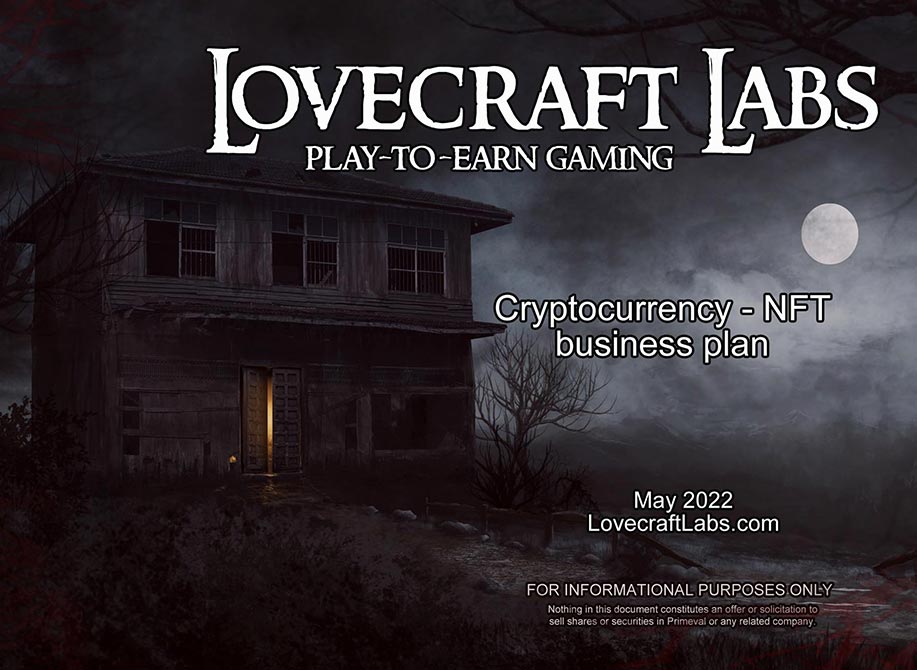 LOVECRAFT LABS
PLAY-TO-EARN GAMING
Cryptocurrency - NFT
business plan
May 2022
LovecraftLabs.com
FOR INFORMATIONAL PURPOSES ONLY
Nothing in this document constitutes an offer or solicitation to
sell shares or securities in Primeval or any related company.